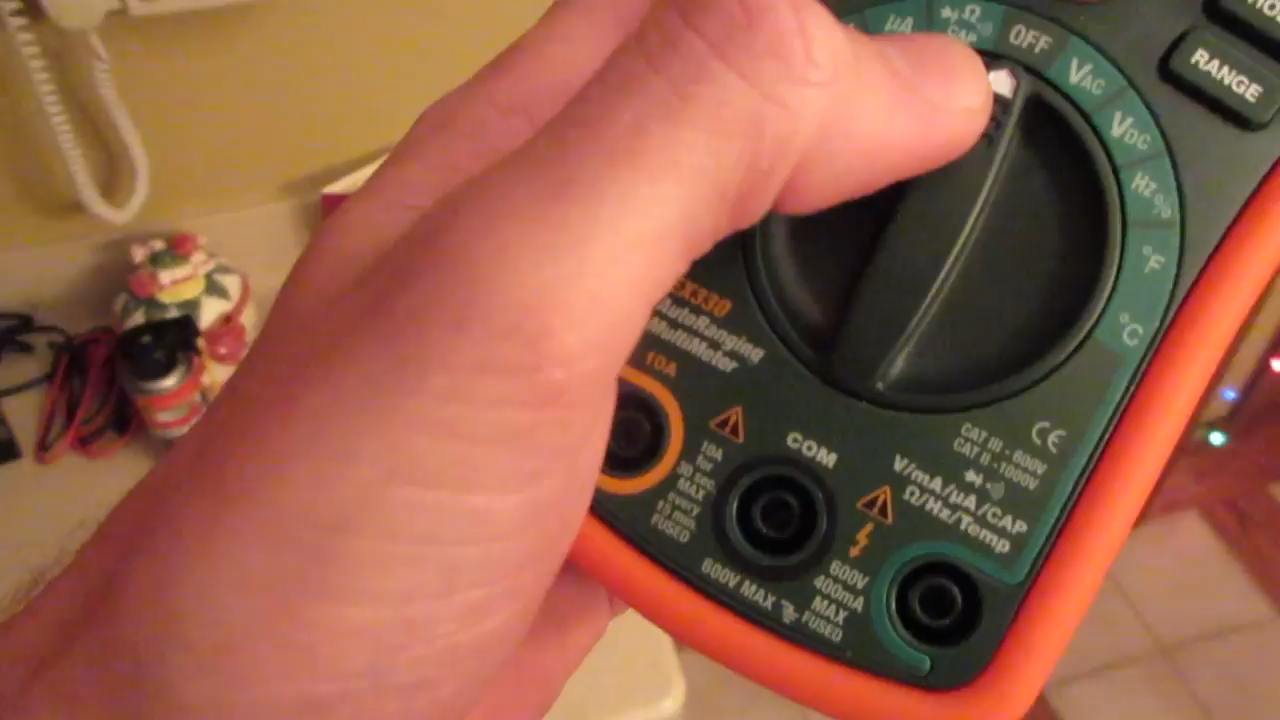 µA
Ω
CAP
OFF
VAC
VDC
Hz%
°F
°C
RANGE
EX330
AutoRanging
MultiMeter
10A
10A
for
30 sec.
MAX
every
15 min.
FUSED
COM
600V MAX
600V
400mA
MAX
FUSED
CE
CAT III - 600V
CAT II - 1000V
V/mA/µA/CAP
Ω/Hz/Temp